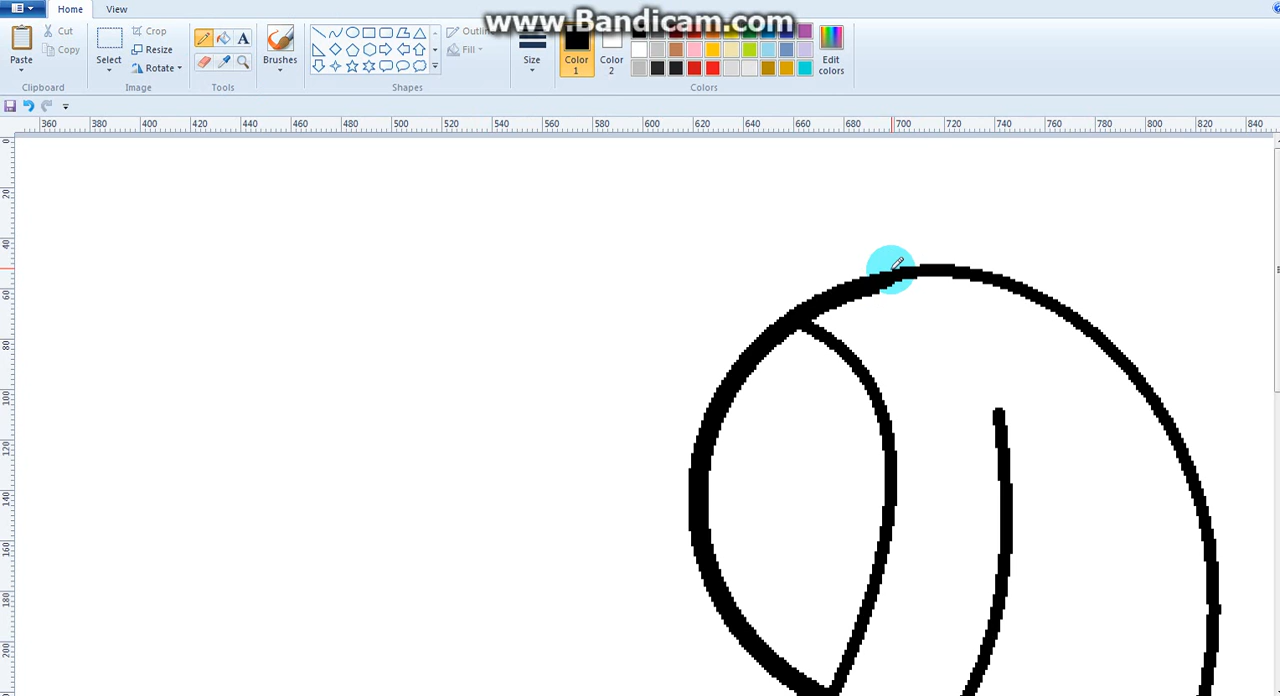 www.Bandicam.com
Home View
Paste
Cut
Copy
Clipboard
Select
Crop
Resize
Rotate
Image
Tools
Brushes
Shapes
Fill
Size
Color 1
Color 2
Edit colors
Colors
360 380 400 420 440 460 480 500 520 540 560 580 600 620 640 660 680 700 720 740 760 780 800 820 840
0
20
40
60
80
100
120
140
160
180
200